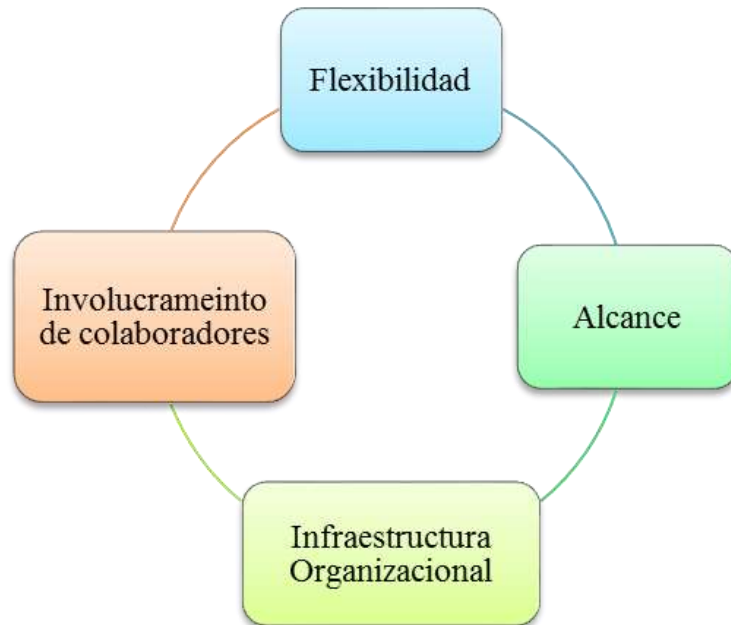 Flexibilidad
Alcance
Infraestructura
Organizacional
Involucrameinto
de colaboradores